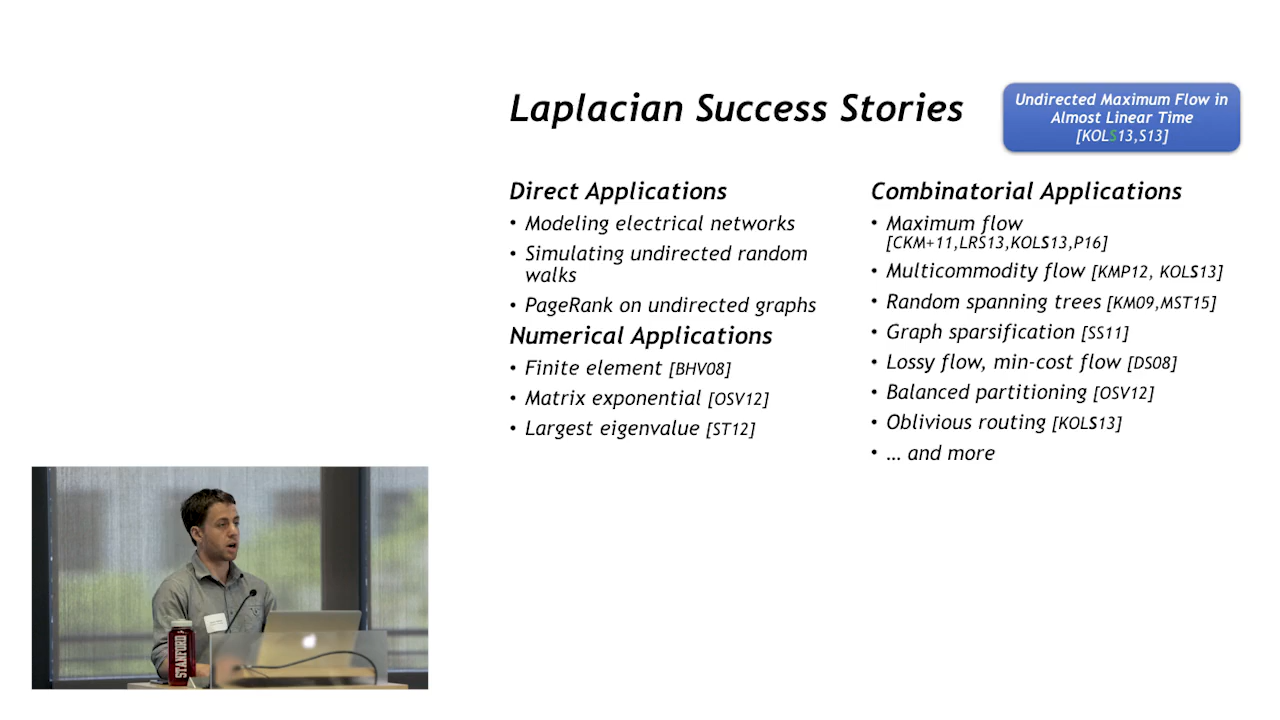 Laplacian Success Stories
Undirected Maximum Flow in
Almost Linear Time
[KOLS13,S13]
Direct Applications
• Modeling electrical networks
• Simulating undirected random
walks
• PageRank on undirected graphs
Numerical Applications
• Finite element [BHV08]
• Matrix exponential [OSV12]
• Largest eigenvalue [ST12]
Combinatorial Applications
• Maximum flow
[CKM+11,LRS13,KOLS13,P16]
• Multicommodity flow [KMP12, KOLS13]
• Random spanning trees [KM09,MST15]
• Graph sparsification [SS11]
• Lossy flow, min-cost flow [DS08]
• Balanced partitioning [OSV12]
• Oblivious routing [KOLS13]
• … and more
STANFORD